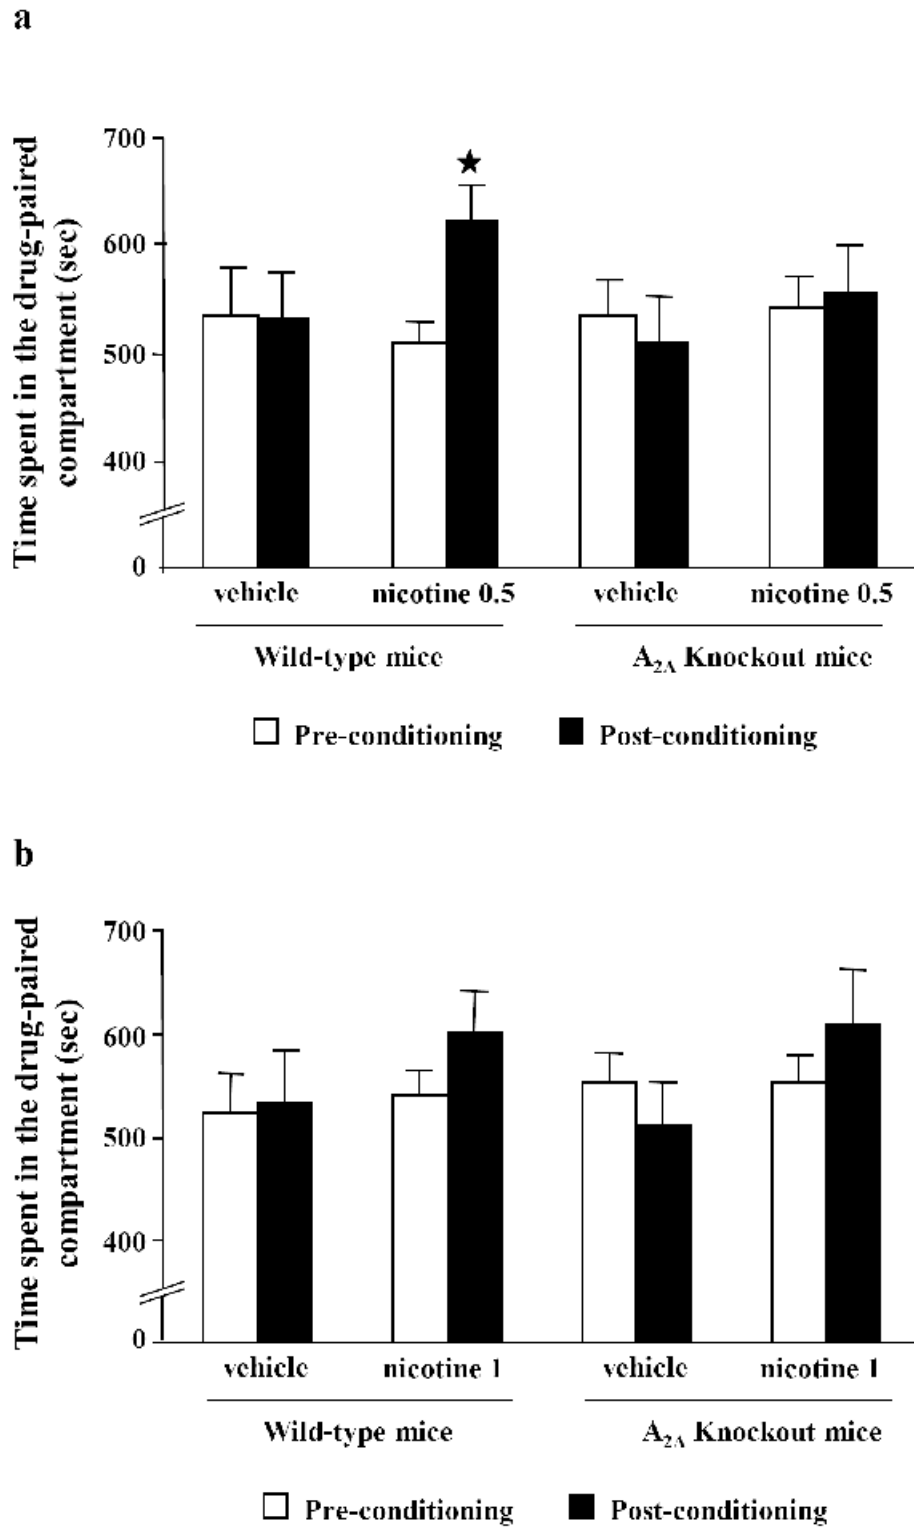 a
Time spent in the drug-paired
compartment (sec)
700
600
500
400
0
vehicle nicotine 0.5 vehicle nicotine 0.5
Wild-type mice A2A Knockout mice
Pre-conditioning Post-conditioning
b
Time spent in the drug-paired
compartment (sec)
700
600
500
400
0
vehicle nicotine 1 vehicle nicotine 1
Wild-type mice A2A Knockout mice
Pre-conditioning Post-conditioning